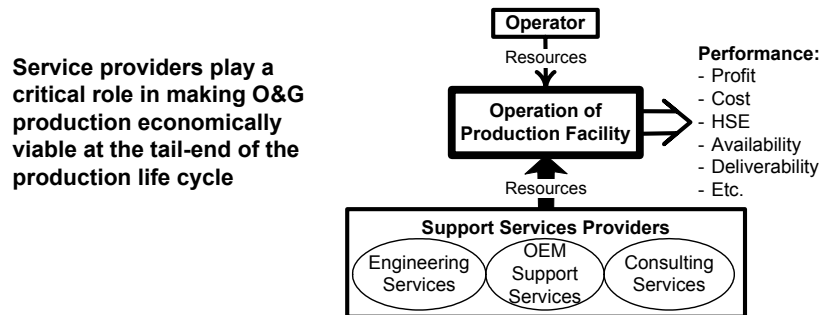 Service providers play a
critical role in making O&G
production economically
viable at the tail-end of the
production life cycle
Operator
Resources
Operation of
Production Facility
Performance:
- Profit
- Cost
- HSE
- Availability
- Deliverability
- Etc.
Resources
Support Services Providers
Engineering
Services
OEM
Support
Services
Consulting
Services